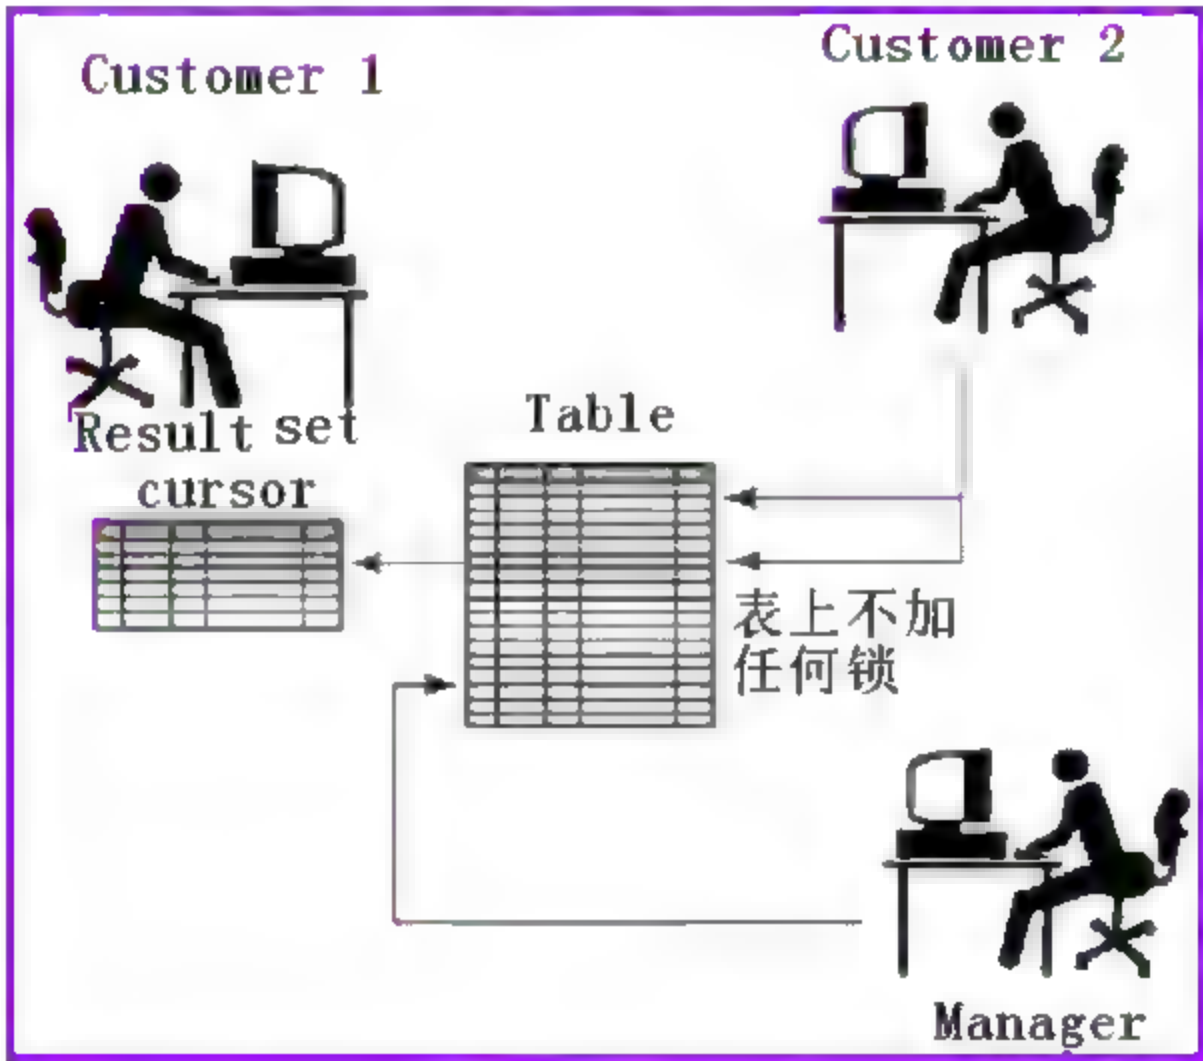 Customer 1
Customer 2
Result set
cursor
Table
表上不加
任何锁
Manager